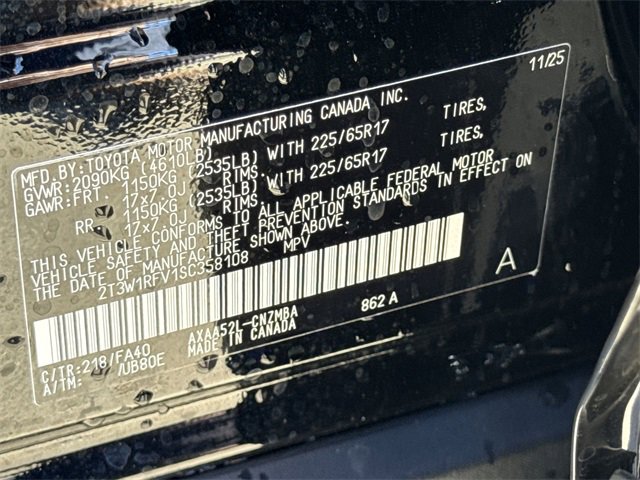 11/25
MFD. BY: TOYOTA MOTOR MANUFACTURING CANADA INC.
GVWR: 2090KG (4610LB)
GAWR: FRT. 1150KG (2535LB) WITH 225/65R17 TIRES,
17x7.0J RIMS.
RR. 1150KG (2535LB) WITH 225/65R17 TIRES,
17x7.0J RIMS.
THIS VEHICLE CONFORMS TO ALL APPLICABLE FEDERAL MOTOR
VEHICLE SAFETY AND THEFT PREVENTION STANDARDS IN EFFECT ON
THE DATE OF MANUFACTURE SHOWN ABOVE.
2T3W1RFV1SC358108 MPV
A
C/TR: 218/FA40 AXAA52L-CNZMBA 862 A
A/TM: /UB80E MADE IN CANADA